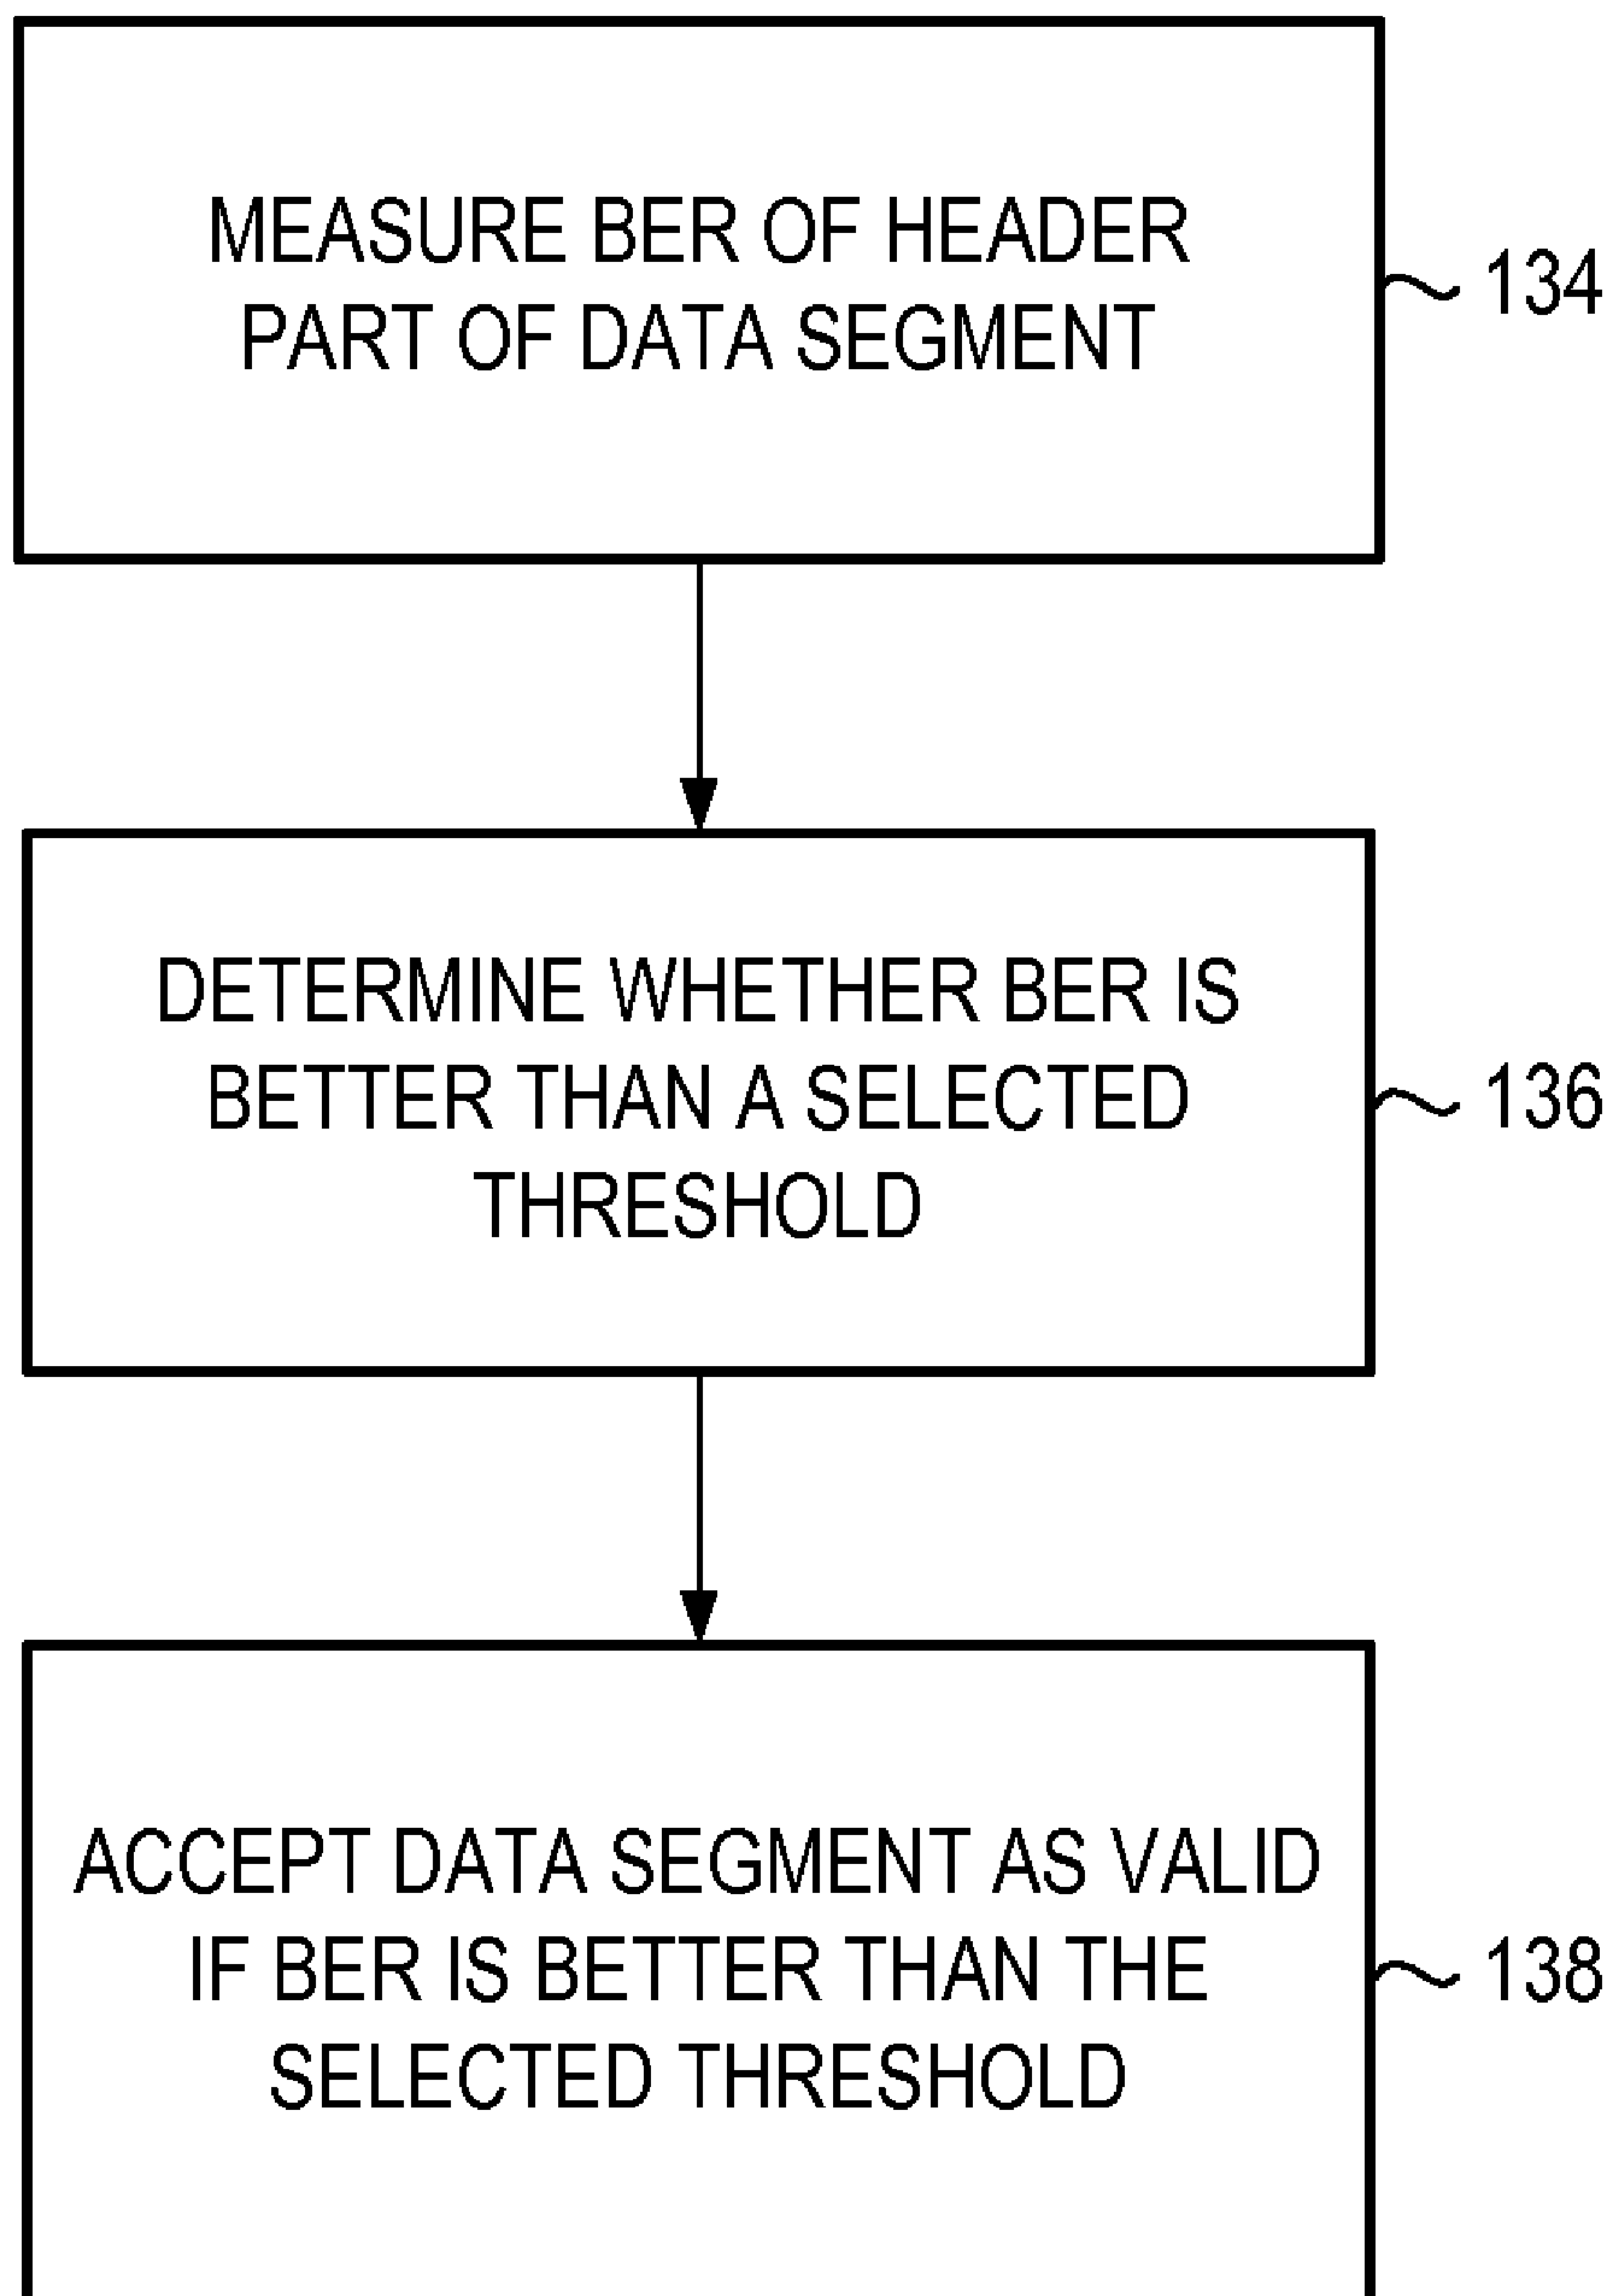 MEASURE BER OF HEADER
PART OF DATA SEGMENT
134
DETERMINE WHETHER BER IS
BETTER THAN A SELECTED
THRESHOLD
136
ACCEPT DATA SEGMENT AS VALID
IF BER IS BETTER THAN THE
SELECTED THRESHOLD
138